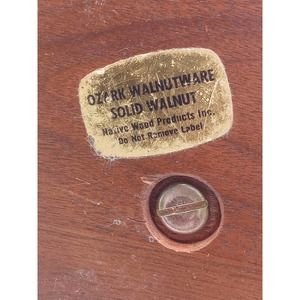 OZARK WALNUTWARE
SOLID WALNUT
Native Wood Products Inc.
Do Not Remove Label